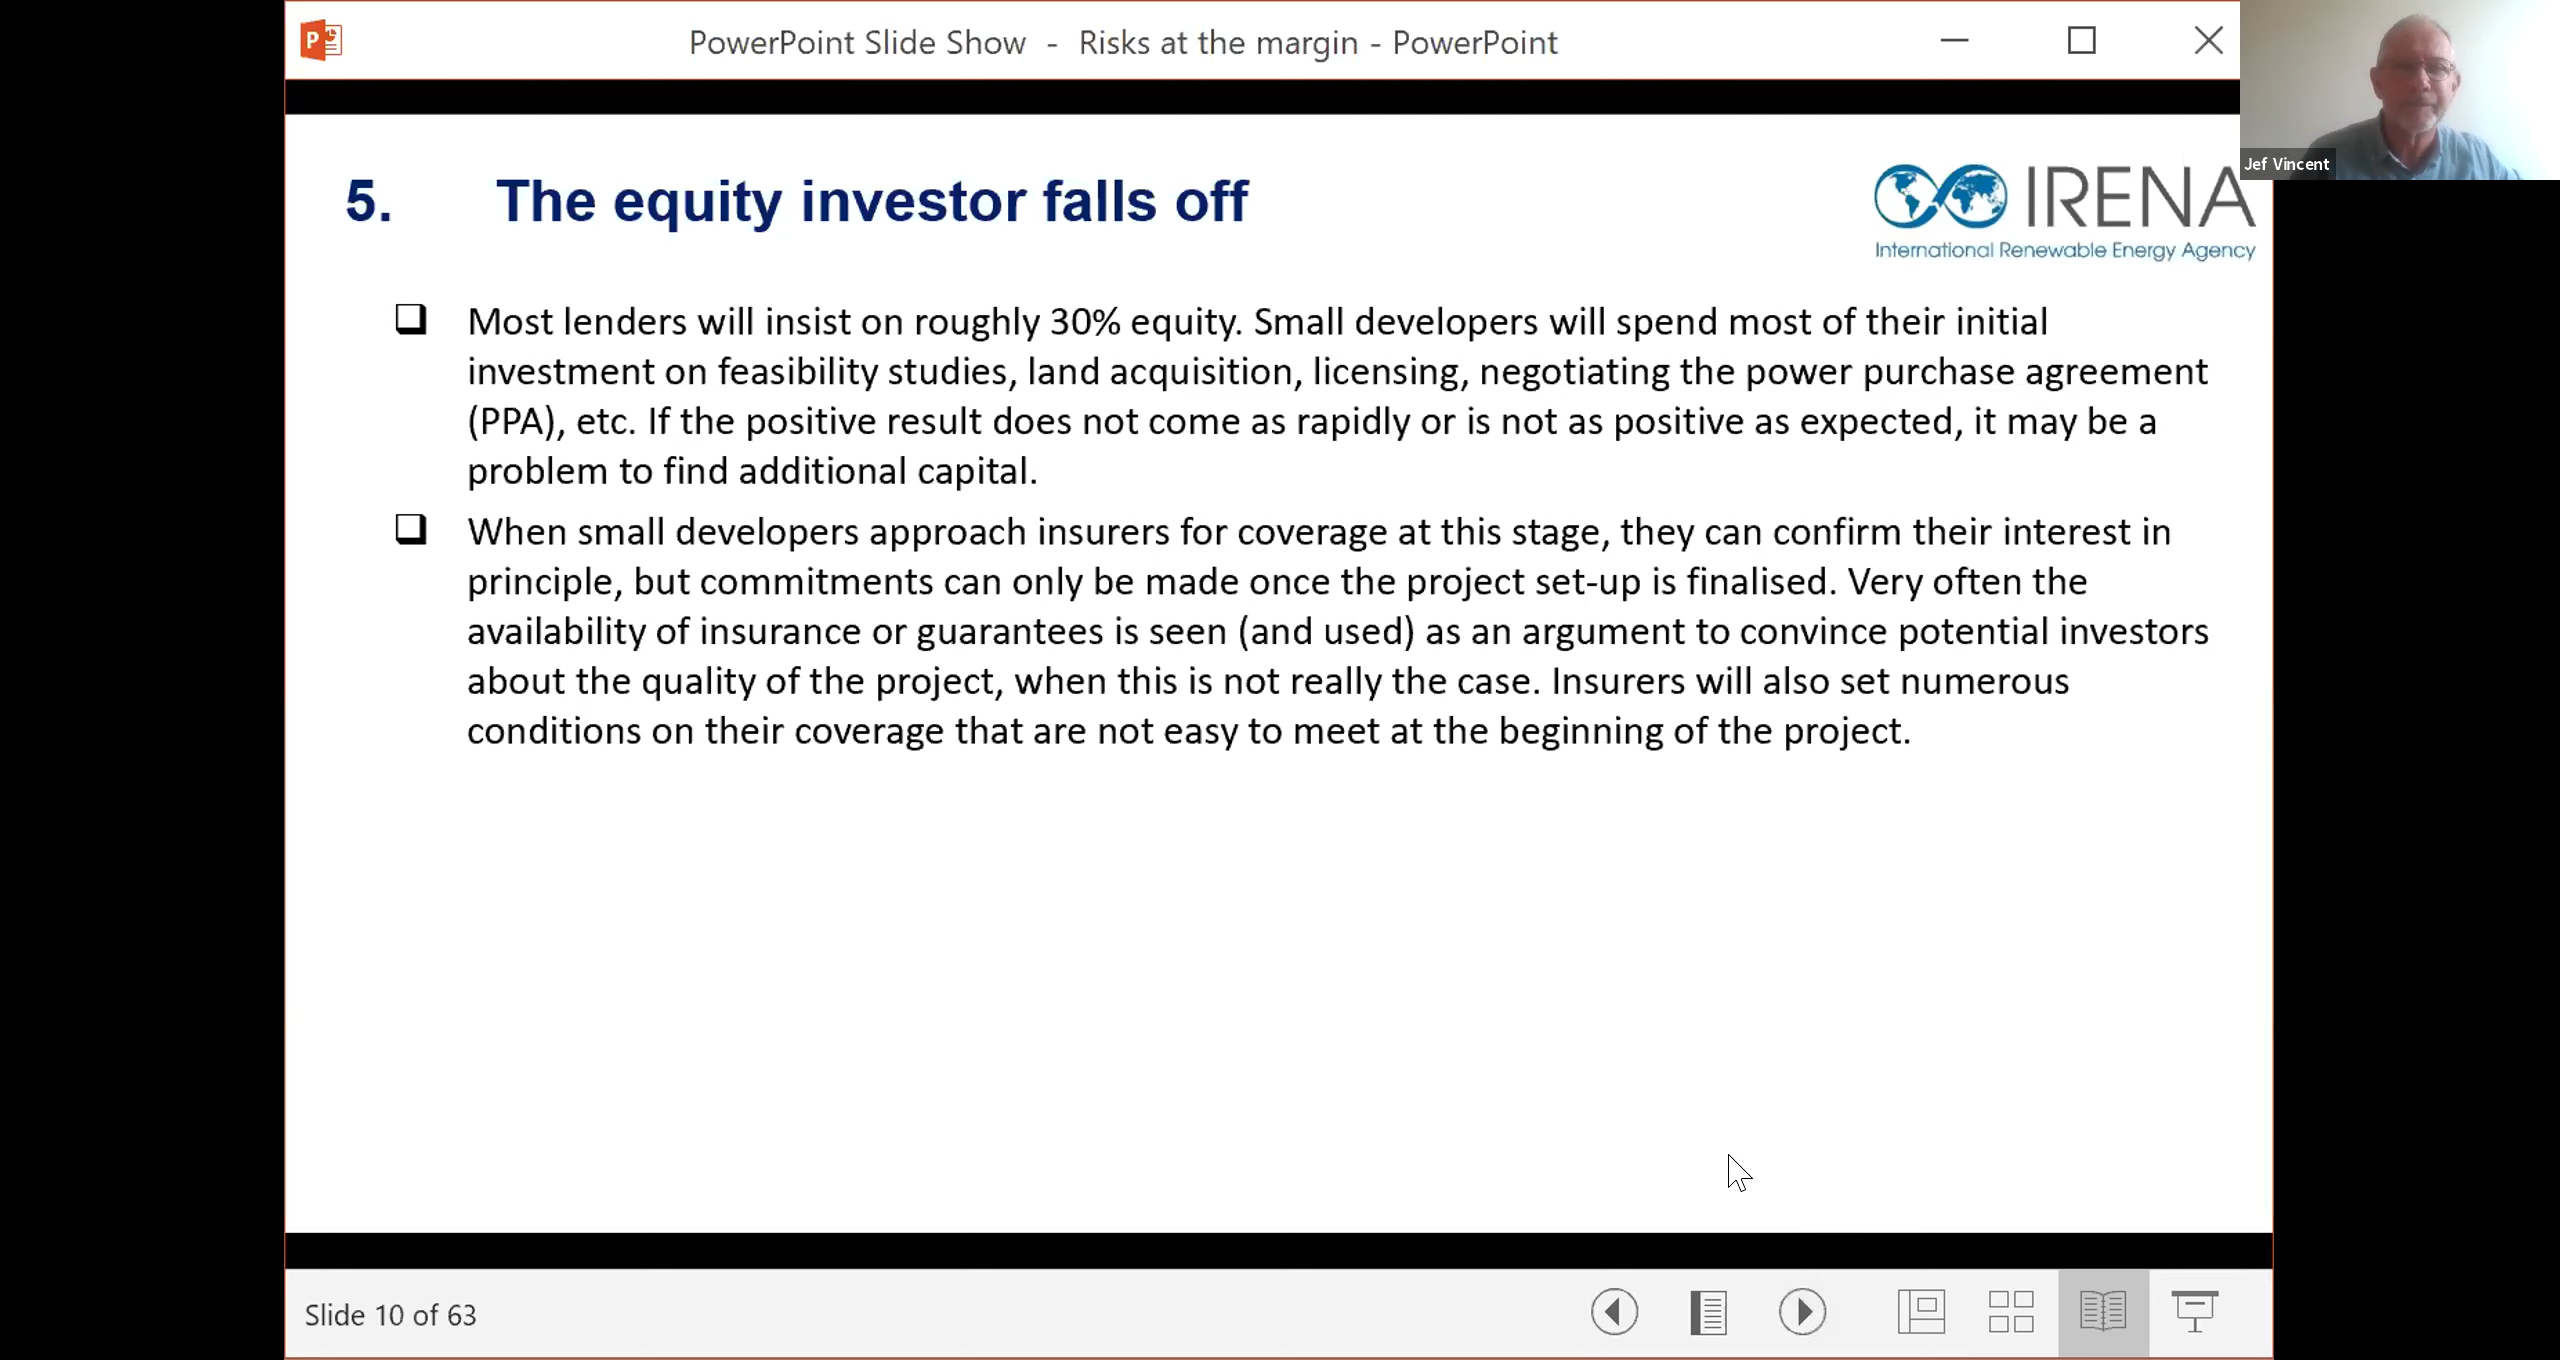 PowerPoint Slide Show - Risks at the margin - PowerPoint
Jef Vincent
5. The equity investor falls off
IRENA
International Renewable Energy Agency
Most lenders will insist on roughly 30% equity. Small developers will spend most of their initial
investment on feasibility studies, land acquisition, licensing, negotiating the power purchase agreement
(PPA), etc. If the positive result does not come as rapidly or is not as positive as expected, it may be a
problem to find additional capital.
When small developers approach insurers for coverage at this stage, they can confirm their interest in
principle, but commitments can only be made once the project set-up is finalised. Very often the
availability of insurance or guarantees is seen (and used) as an argument to convince potential investors
about the quality of the project, when this is not really the case. Insurers will also set numerous
conditions on their coverage that are not easy to meet at the beginning of the project.
Slide 10 of 63